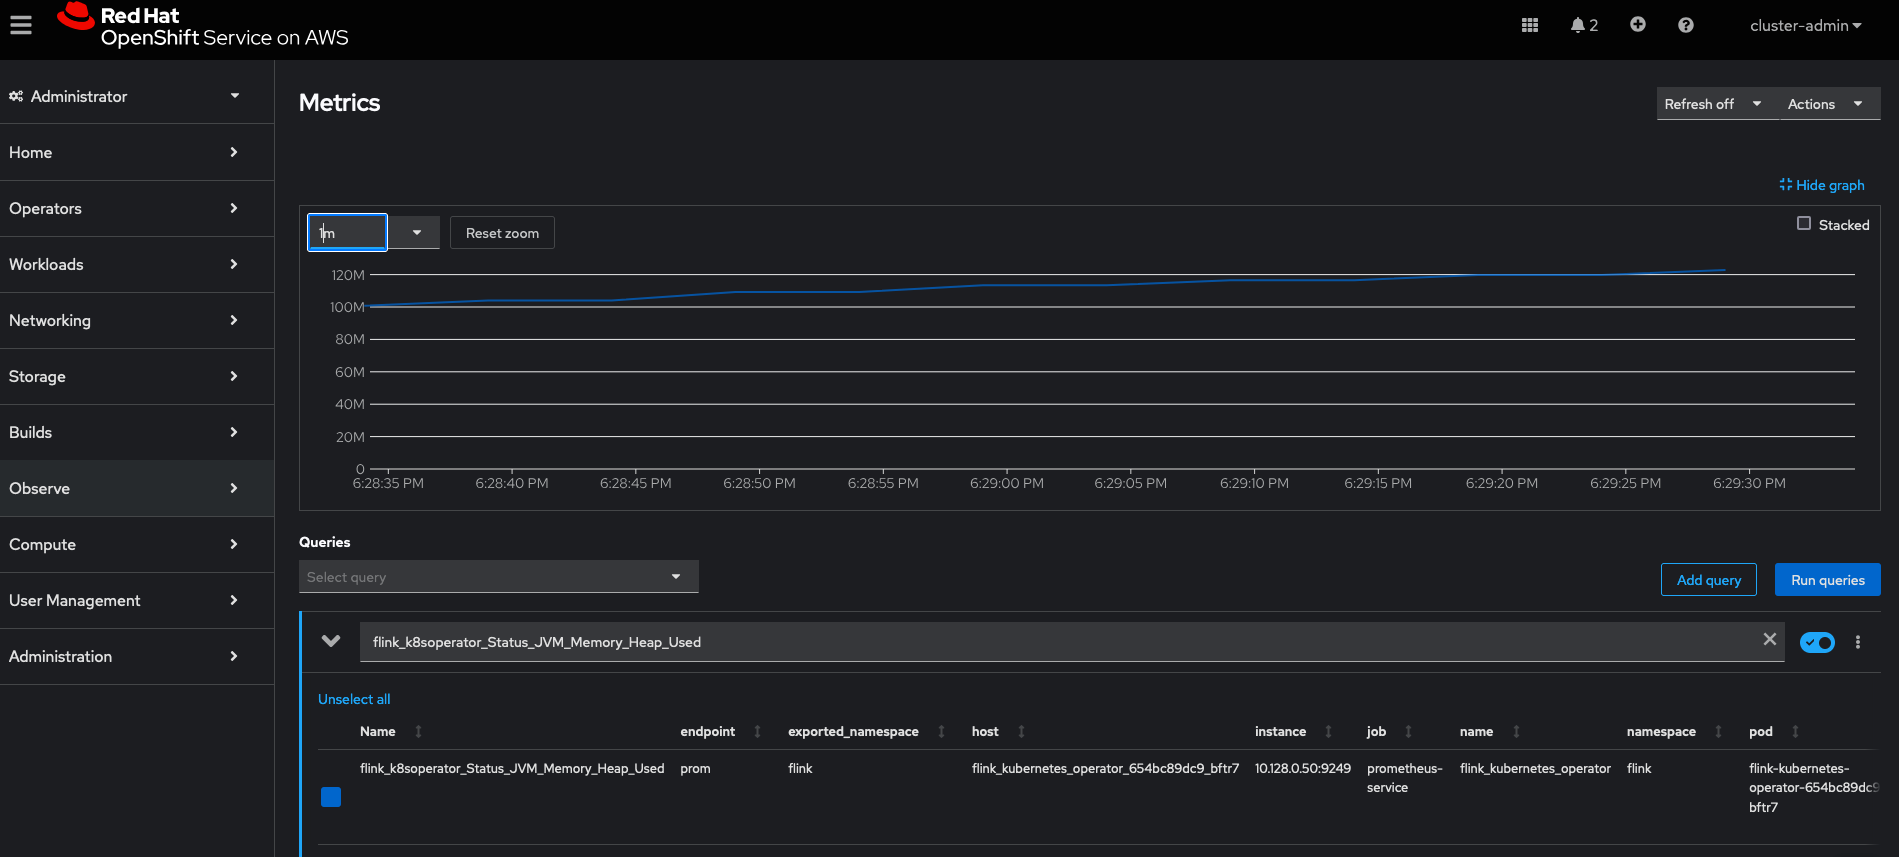 Red Hat
OpenShift Service on AWS
2
cluster-admin
Administrator
Home
Operators
Workloads
Networking
Storage
Builds
Observe
Compute
User Management
Administration
Metrics
Refresh off
Actions
Hide graph
1m
Reset zoom
Stacked
120M
100M
80M
60M
40M
20M
0
6:28:35 PM 6:28:40 PM 6:28:45 PM 6:28:50 PM 6:28:55 PM 6:29:00 PM 6:29:05 PM 6:29:10 PM 6:29:15 PM 6:29:20 PM 6:29:25 PM 6:29:30 PM
Queries
Select query
Add query
Run queries
flink_k8soperator_Status_JVM_Memory_Heap_Used
Unselect all
Name endpoint exported_namespace host instance job name namespace pod
flink_k8soperator_Status_JVM_Memory_Heap_Used prom flink flink_kubernetes_operator_654bc89dc9_bftr7 10.128.0.50:9249 prometheus- flink_kubernetes_operator flink flink-kubernetes-
service operator-654bc89dc9
bftr7